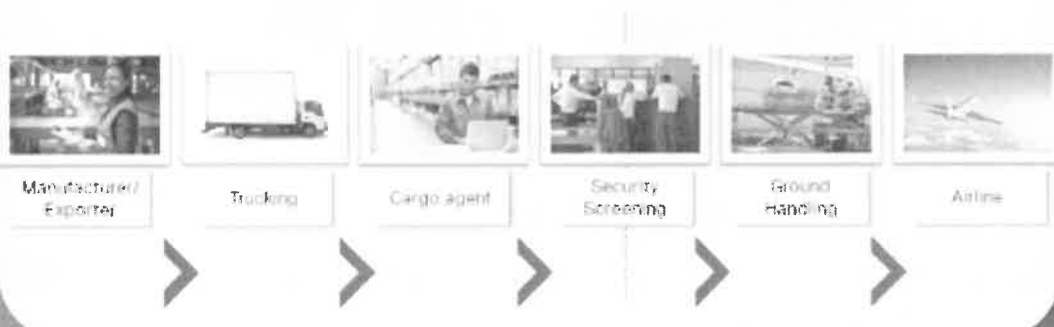 Manufacturer/
Exporter
Trucking
Cargo agent
Security
Screening
Ground
Handling
Airline